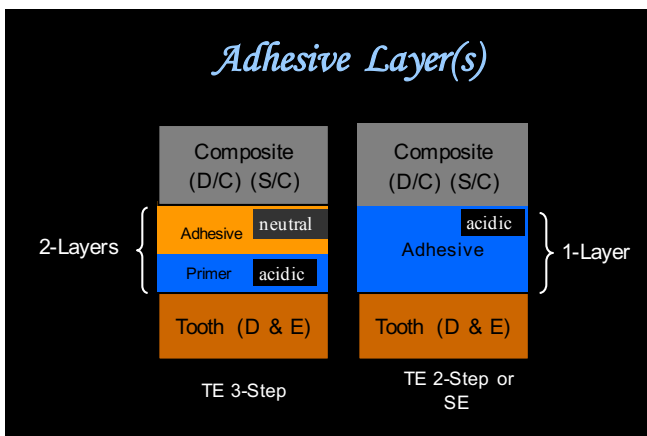 Adhesive Layer(s)
Composite
(D/C) (S/C)
Composite
(D/C) (S/C)
2-Layers
Adhesive
neutral
Primer
acidic
acidic
Adhesive
1-Layer
Tooth (D & E)
Tooth (D & E)
TE 3-Step
TE 2-Step or
SE